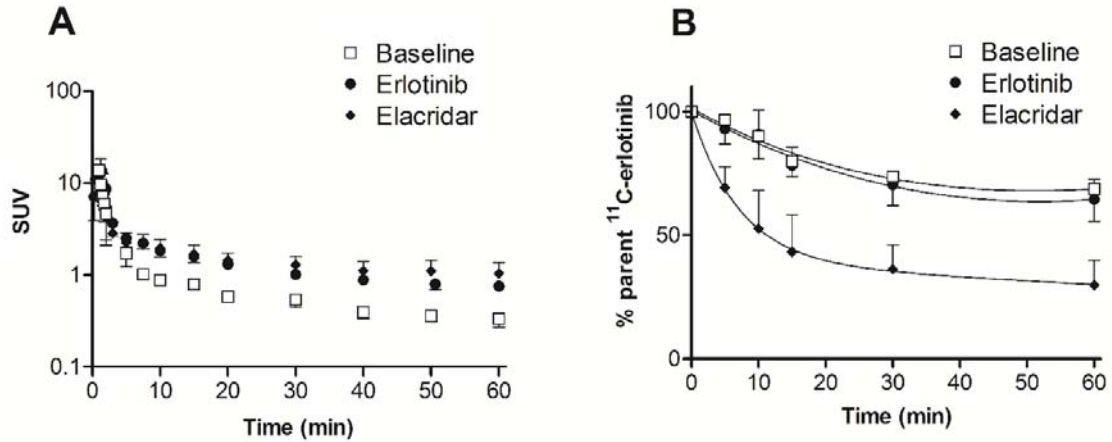 A
Baseline
Erlotinib
Elacridar
100
10
1
0.1
SUV
0 10 20 30 40 50 60
Time (min)
B
Baseline
Erlotinib
Elacridar
100
50
0
% parent ¹¹C-erlotinib
0 10 20 30 40 50 60
Time (min)